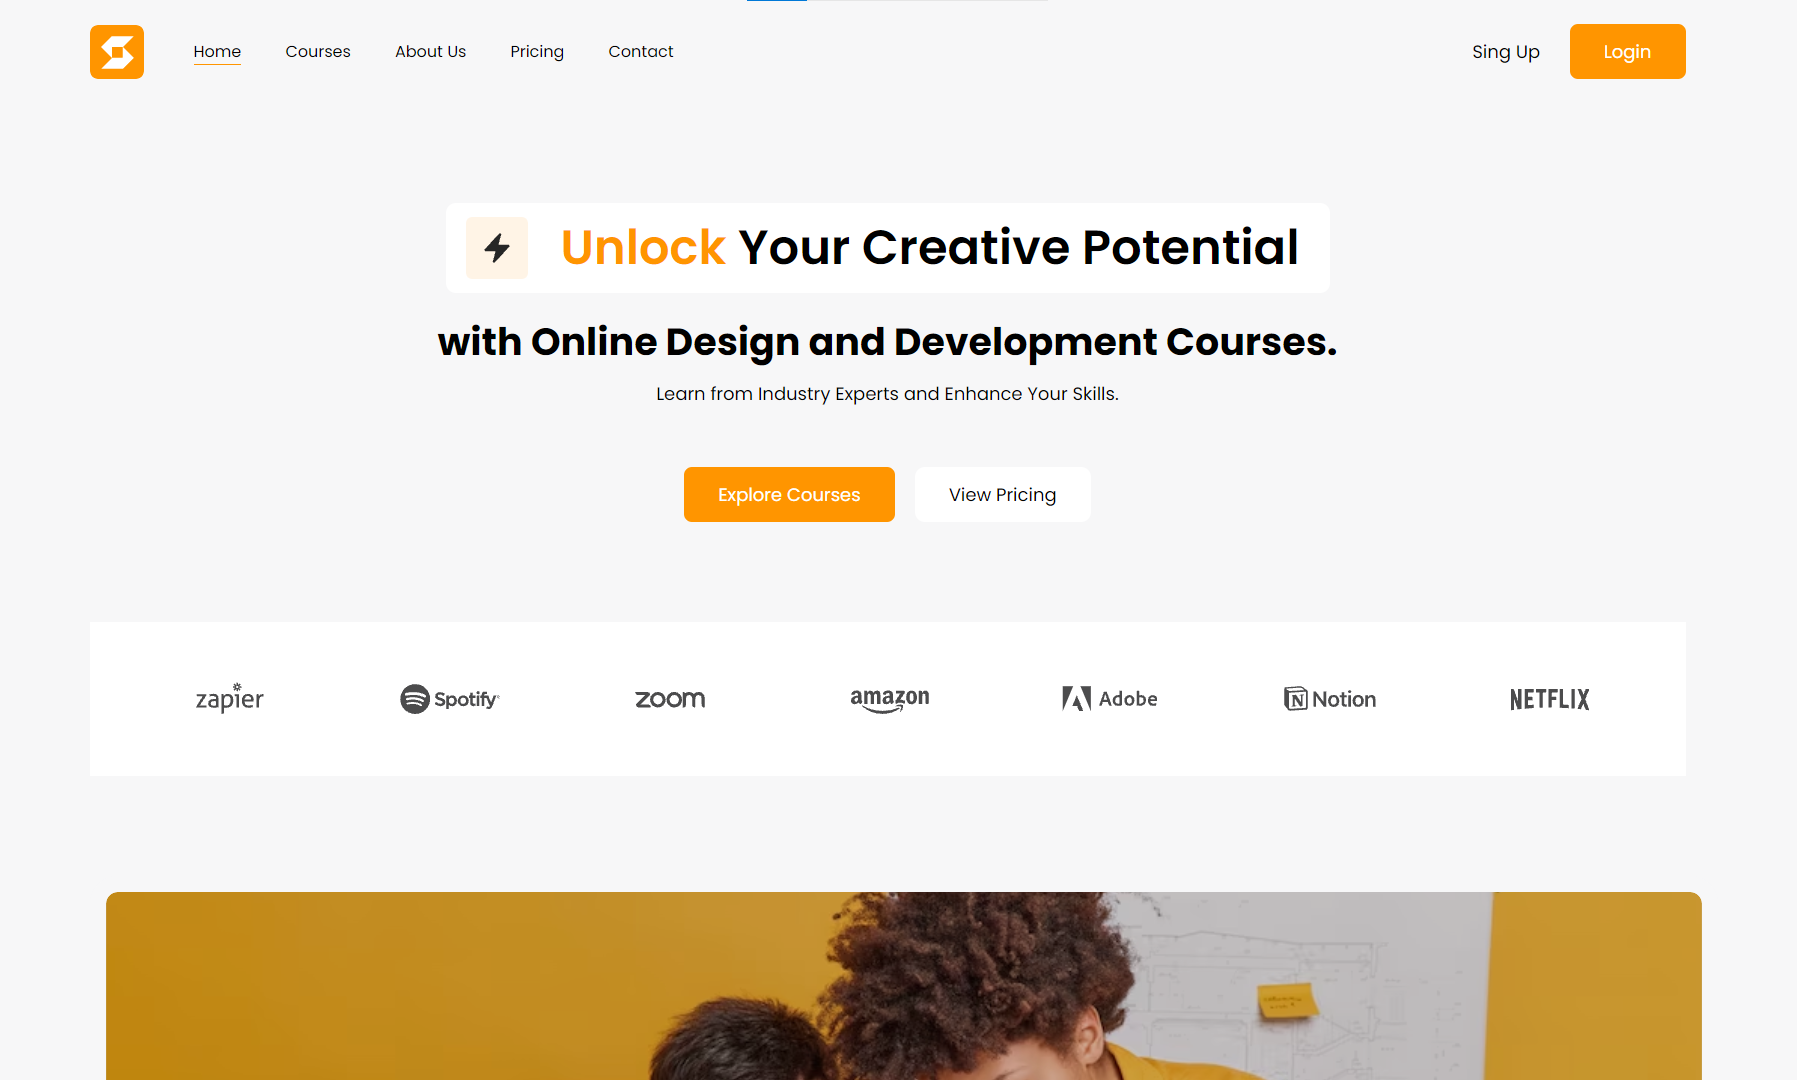 Home
Courses
About Us
Pricing
Contact
Sing Up
Login
Unlock Your Creative Potential
with Online Design and Development Courses.
Learn from Industry Experts and Enhance Your Skills.
Explore Courses
View Pricing
zapier
Spotify
zoom
amazon
Adobe
Notion
NETFLIX